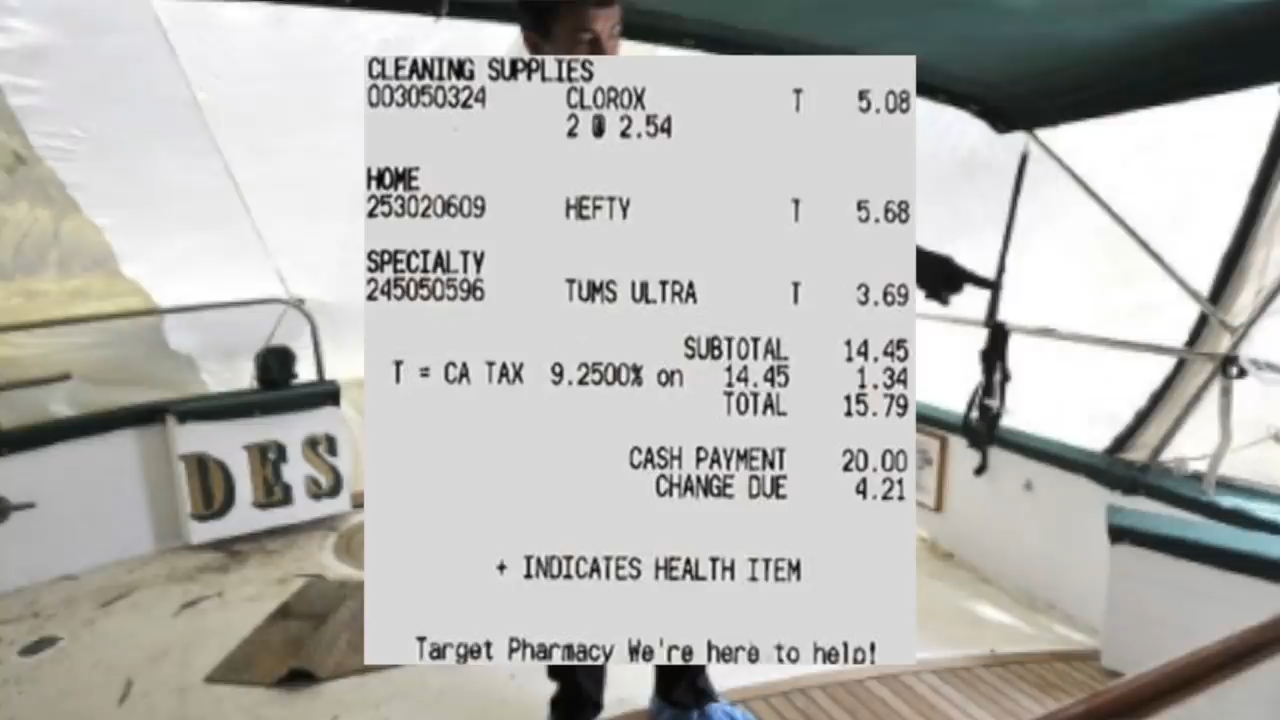 CLEANING SUPPLIES
003050324 CLOROX T 5.08
2 @ 2.54
HOME
253020609 HEFTY T 5.68
SPECIALTY
245050596 TUMS ULTRA T 3.69
SUBTOTAL 14.45
T = CA TAX 9.2500% on 14.45 1.34
TOTAL 15.79
CASH PAYMENT 20.00
CHANGE DUE 4.21
+ INDICATES HEALTH ITEM
Target Pharmacy We're here to help!
DES